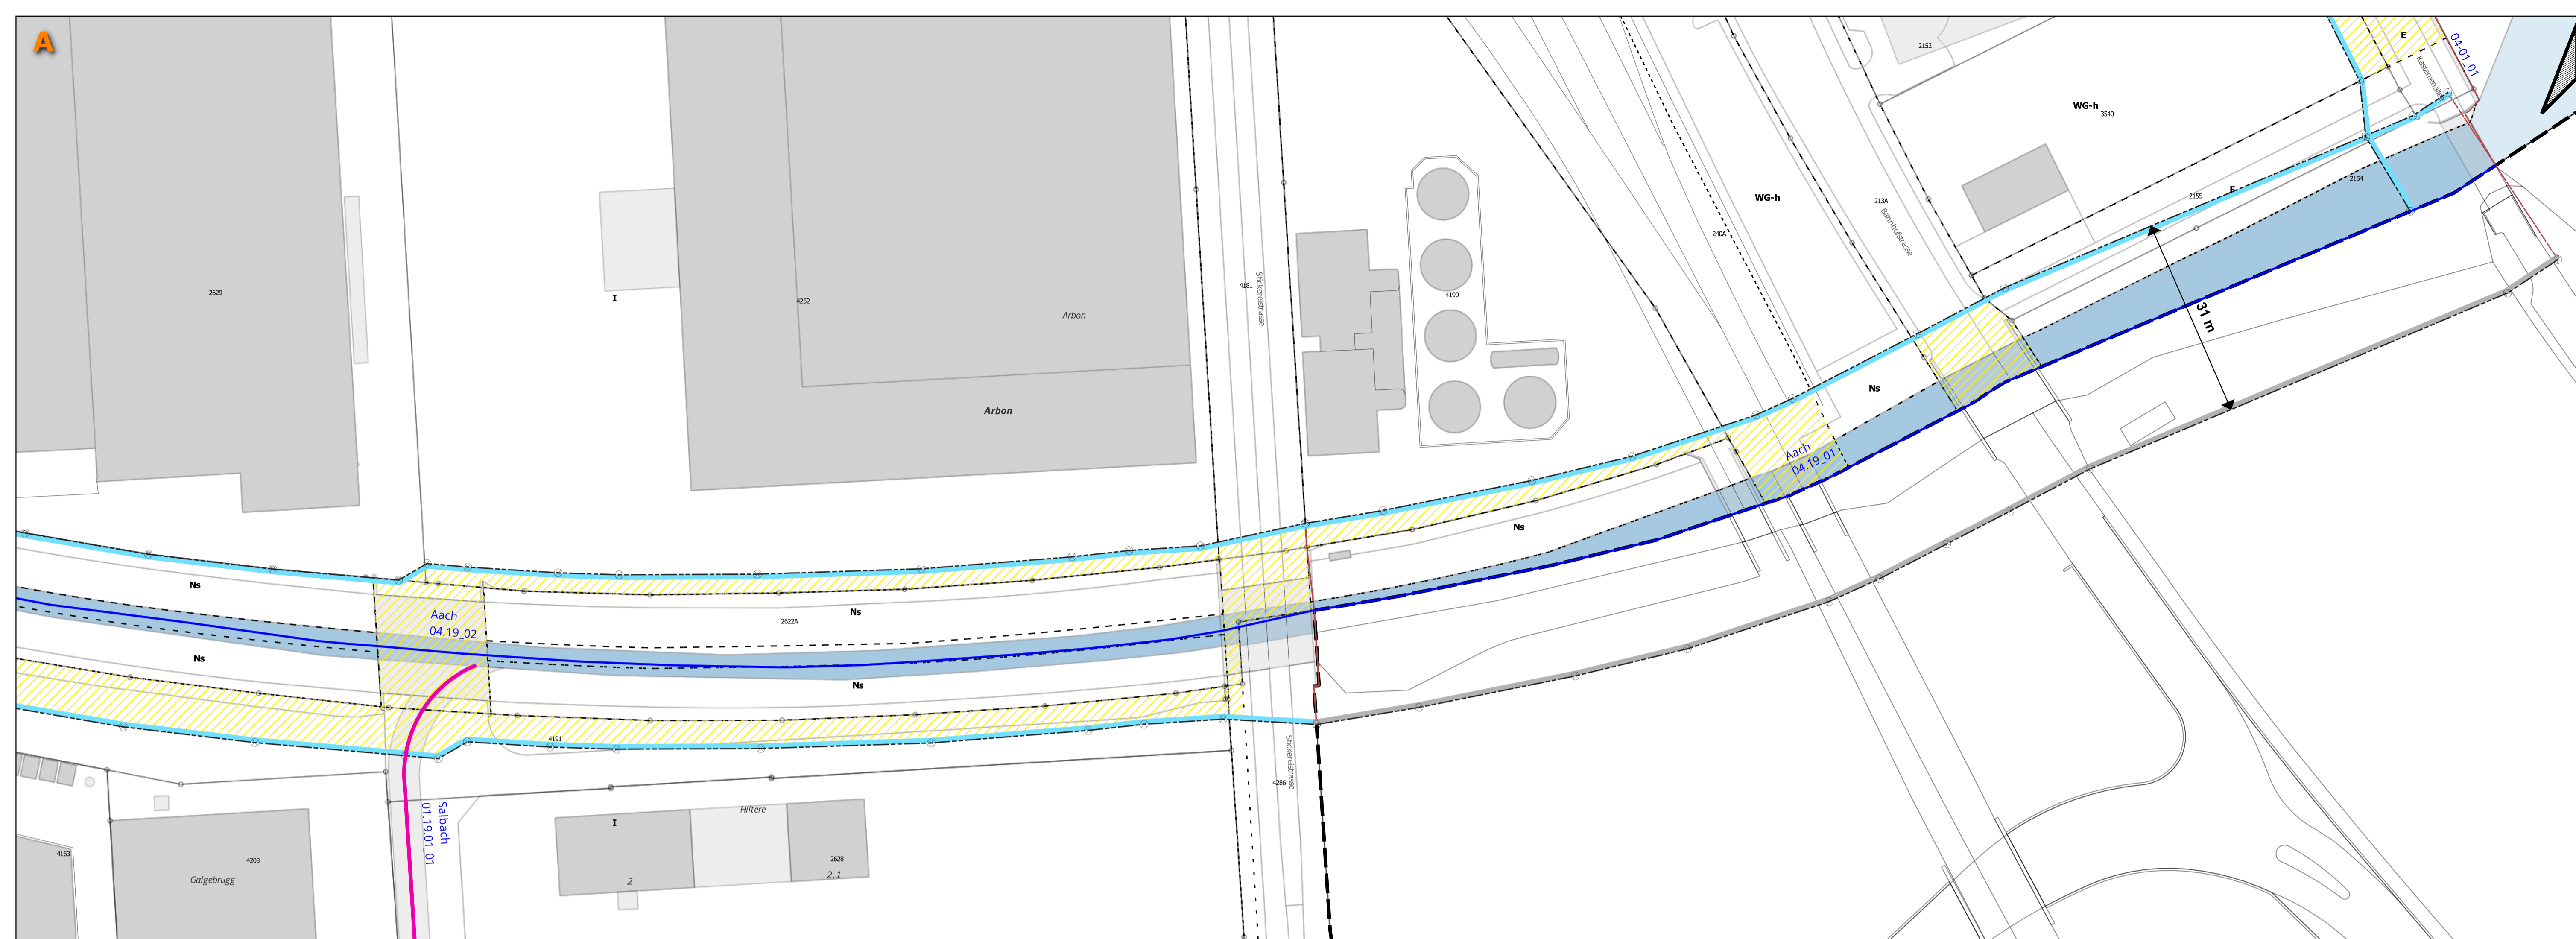 A
2152
E
04-01_01
Kastanienallee
WG-h
3540
WG-h
213A
Bahnhofstrasse
2155
E
2154
240A
2629
4252
I
Arbon
4181
Stickereistrasse
4190
31 m
Arbon
Ns
Aach
04.19_01
Ns
Ns
Aach
04.19_02
Ns
2622A
Ns
Ns
4191
Stickereistrasse
4286
Salbach
01.19.01_01
Hiltere
I
4163
4203
2628
Galgebrugg
2
2.1